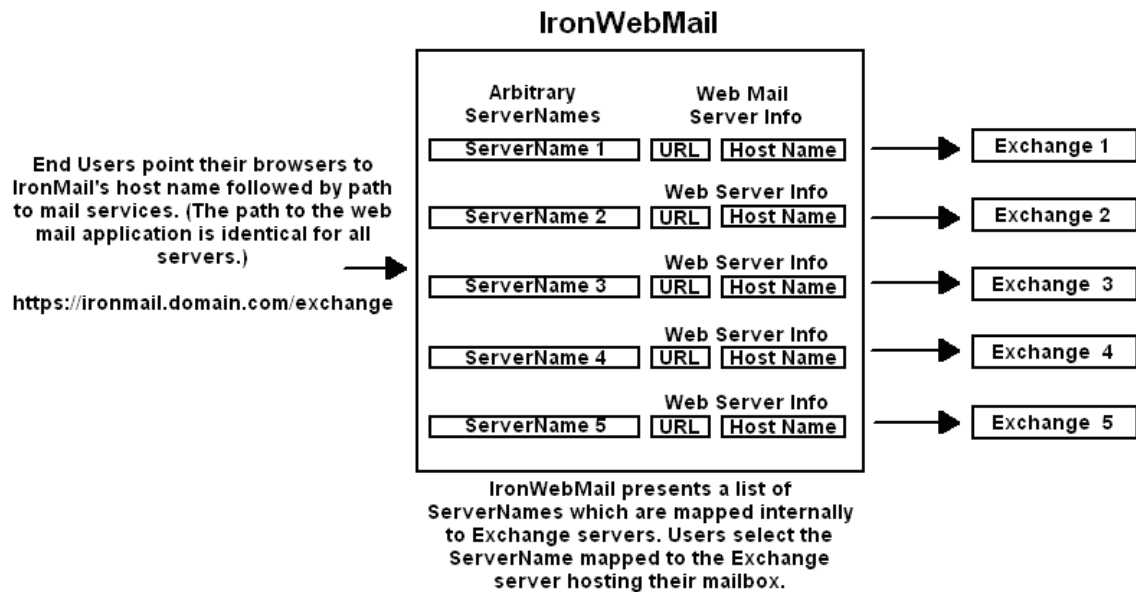 IronWebMail
Arbitrary
ServerNames
Web Mail
Server Info
ServerName 1 URL Host Name
Exchange 1
End Users point their browsers to
IronMail's host name followed by path
to mail services. (The path to the web
mail application is identical for all
servers.)
https://ironmail.domain.com/exchange
Web Server Info
ServerName 2 URL Host Name
Exchange 2
Web Server Info
ServerName 3 URL Host Name
Exchange 3
Web Server Info
ServerName 4 URL Host Name
Exchange 4
Web Server Info
ServerName 5 URL Host Name
Exchange 5
IronWebMail presents a list of
ServerNames which are mapped internally
to Exchange servers. Users select the
ServerName mapped to the Exchange
server hosting their mailbox.